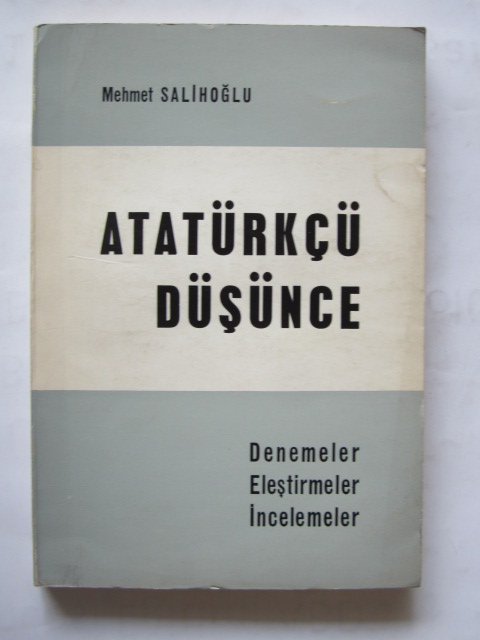 Mehmet SALİHOĞLU
ATATÜRKÇÜ
DÜŞÜNCE
Denemeler
Eleştirmeler
İncelemeler